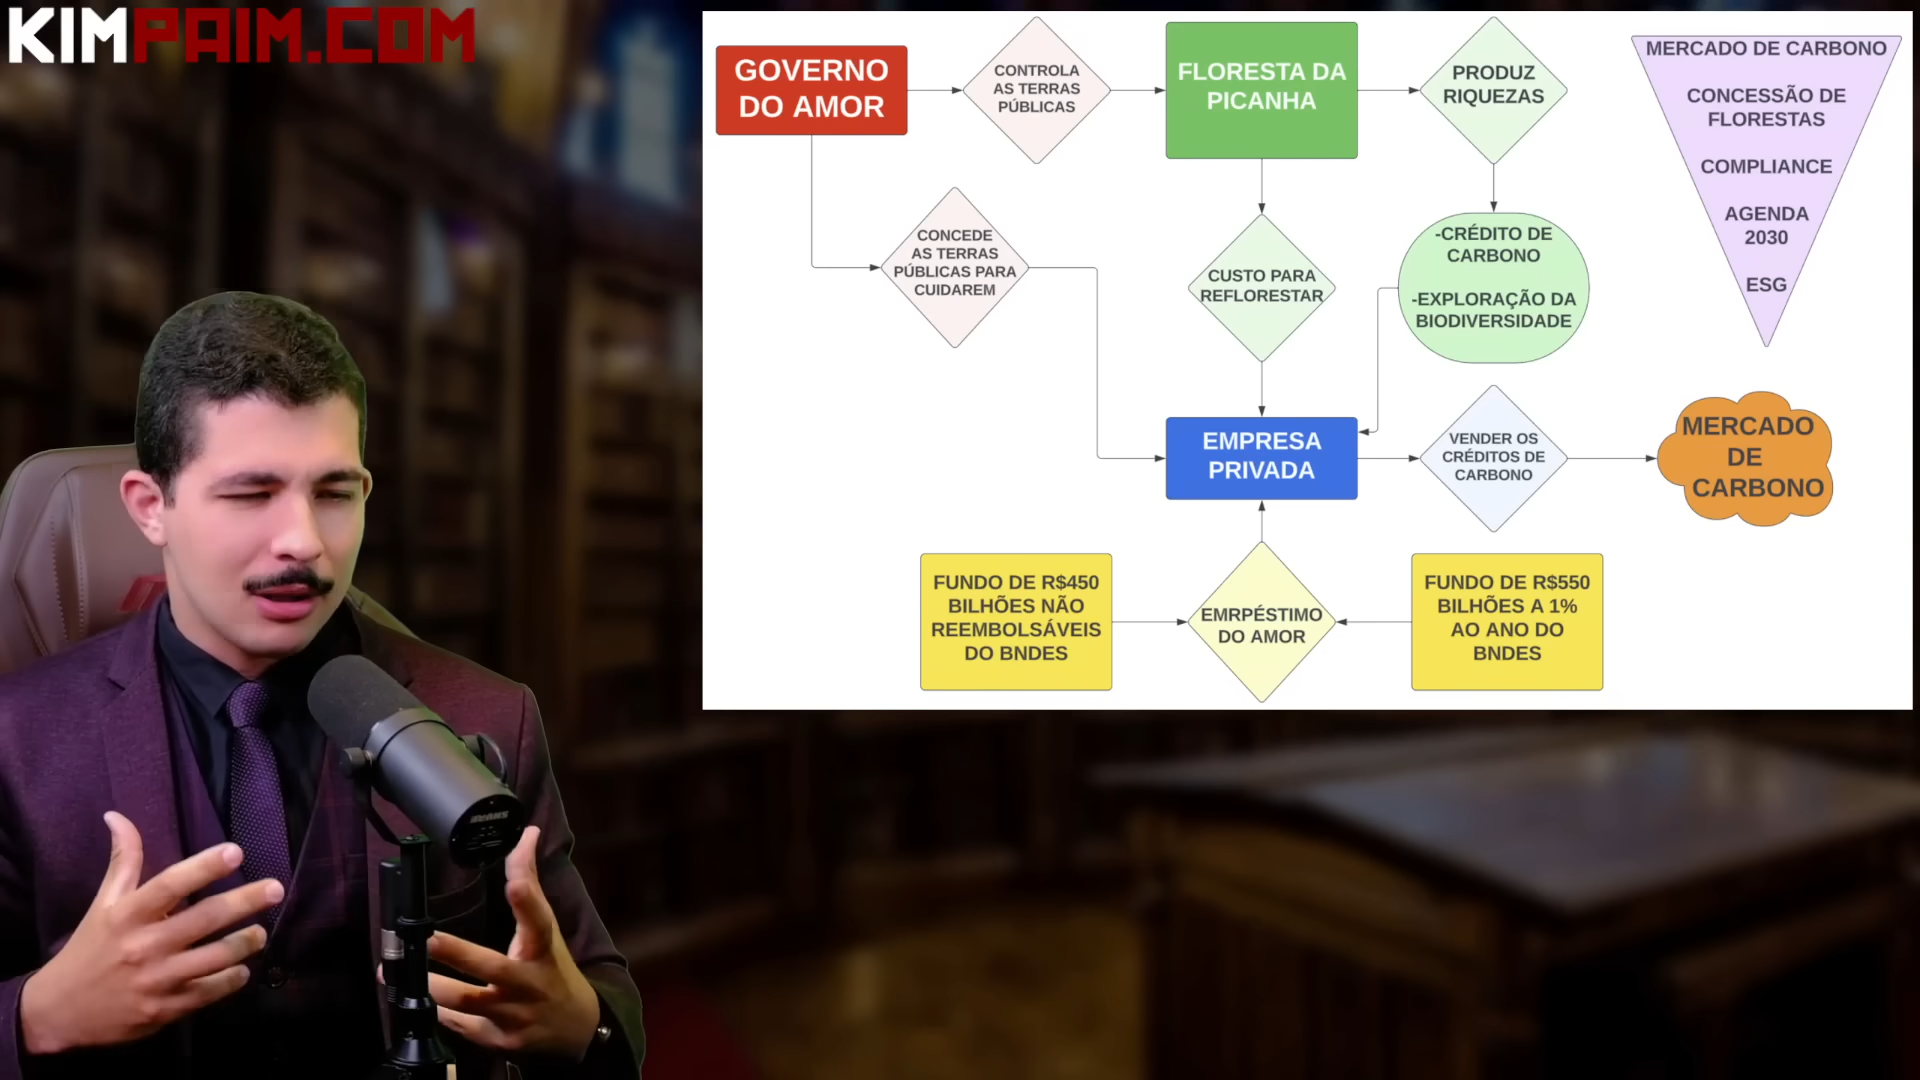 KIMPAIM.COM
GOVERNO
DO AMOR
CONTROLA
AS TERRAS
PÚBLICAS
FLORESTA DA
PICANHA
PRODUZ
RIQUEZAS
MERCADO DE CARBONO
CONCESSÃO DE
FLORESTAS
COMPLIANCE
AGENDA
2030
ESG
CONCEDE
AS TERRAS
PÚBLICAS PARA
CUIDAREM
CUSTO PARA
REFLORESTAR
-CRÉDITO DE
CARBONO
-EXPLORAÇÃO DA
BIODIVERSIDADE
EMPRESA
PRIVADA
VENDER OS
CRÉDITOS DE
CARBONO
MERCADO
DE
CARBONO
FUNDO DE R$450
BILHÕES NÃO
REEMBOLSÁVEIS
DO BNDES
EMRPÉSTIMO
DO AMOR
FUNDO DE R$550
BILHÕES A 1%
AO ANO DO
BNDES